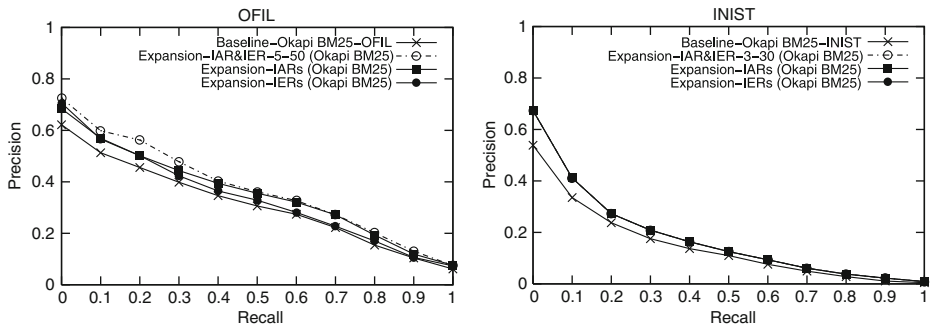 OFIL
Baseline-Okapi BM25-OFIL
Expansion-IAR&IER-5-50 (Okapi BM25)
Expansion-IARs (Okapi BM25)
Expansion-IERs (Okapi BM25)
1
0.8
0.6
0.4
0.2
0
Precision
0 0.1 0.2 0.3 0.4 0.5 0.6 0.7 0.8 0.9 1
Recall
INIST
Baseline-Okapi BM25-INIST
Expansion-IAR&IER-3-30 (Okapi BM25)
Expansion-IARs (Okapi BM25)
Expansion-IERs (Okapi BM25)
1
0.8
0.6
0.4
0.2
0
Precision
0 0.1 0.2 0.3 0.4 0.5 0.6 0.7 0.8 0.9 1
Recall